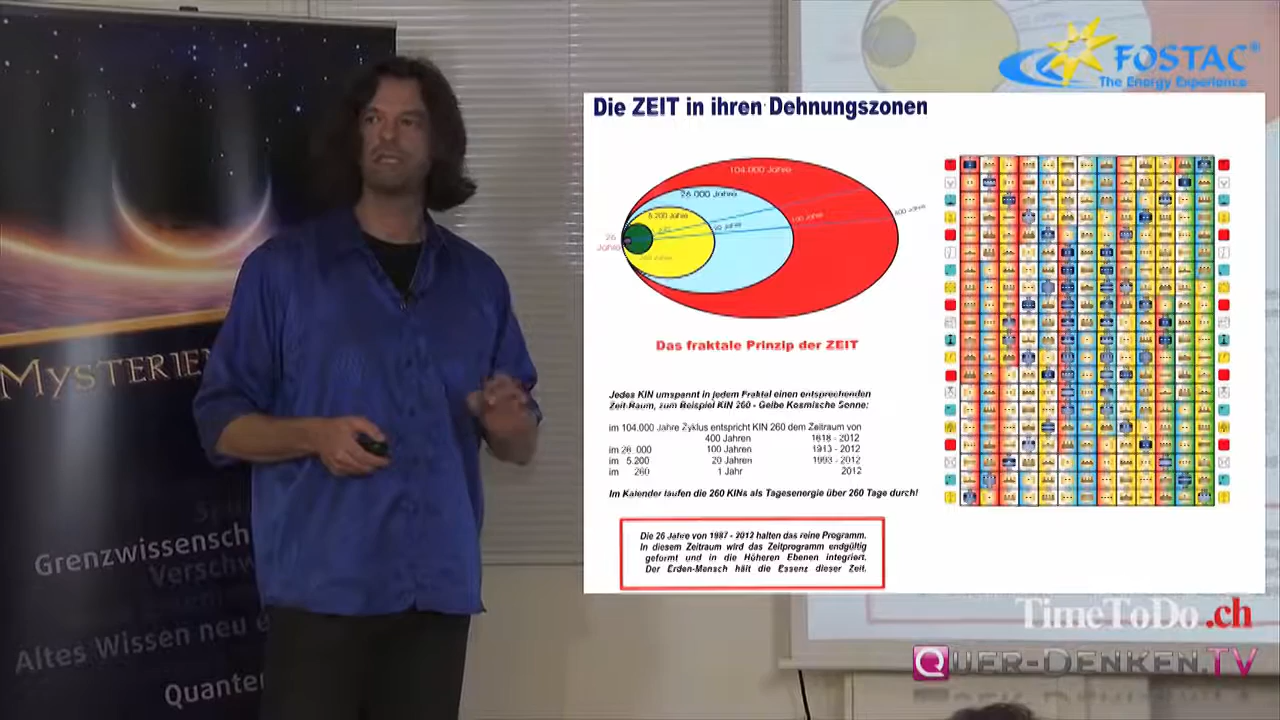 FOSTAC®
The Energy Experience
Die ZEIT in ihren Dehnungszonen
104.000 Jahre
26.000 Jahre
5.200 Jahre
26
Jahre
400 Jahre
Das fraktale Prinzip der ZEIT
Jedes KIN umspannt in jedem Fraktal einen entsprechenden
Zeit-Raum, zum Beispiel KIN 260 - Gelbe Kosmische Sonne:
im 104.000 Jahre Zyklus entspricht KIN 260 dem Zeitraum von
400 Jahren 1618 - 2012
im 26 000 100 Jahren 1913 - 2012
im 5.200 20 Jahren 1993 - 2012
im 260 1 Jahr 2012
Im Kalender laufen die 260 KINs als Tagesenergie über 260 Tage durch!
Die 26 Jahre von 1987 - 2012 halten das reine Programm.
In diesem Zeitraum wird das Zeitprogramm endgültig
geformt und in die Höheren Ebenen integriert.
Der Erden-Mensch hält die Essenz dieser Zeit.
MYSTERIEN
Grenzwissensch
Verschw
Altes Wissen neu e
Quanten
TimeToDo.ch
QUER-DENKEN.TV